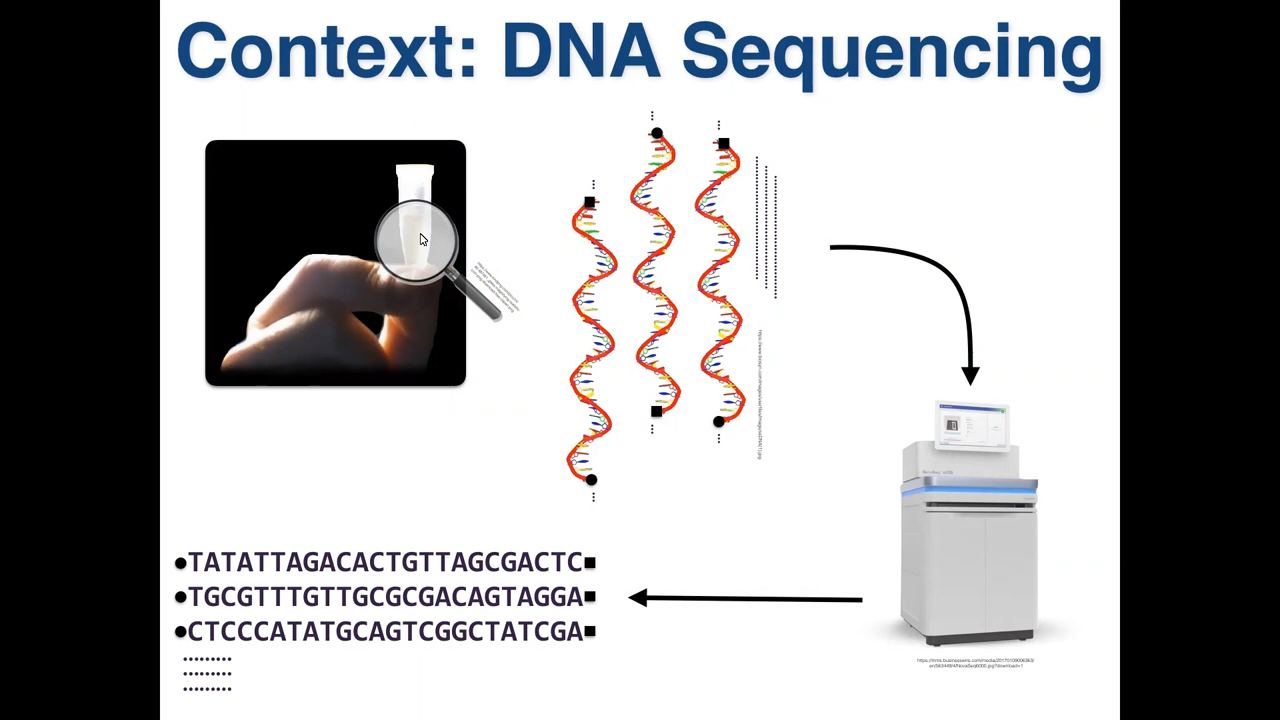 Context: DNA Sequencing
TATATTAGACACTGTTAGCGACTC
TGCGTTTGTTGCGCGACAGTAGGA
CTCCCATATGCAGTCGGCTATCGA